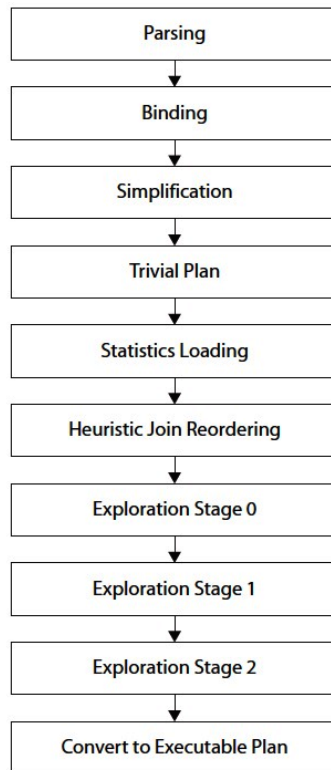 Parsing
Binding
Simplification
Trivial Plan
Statistics Loading
Heuristic Join Reordering
Exploration Stage 0
Exploration Stage 1
Exploration Stage 2
Convert to Executable Plan